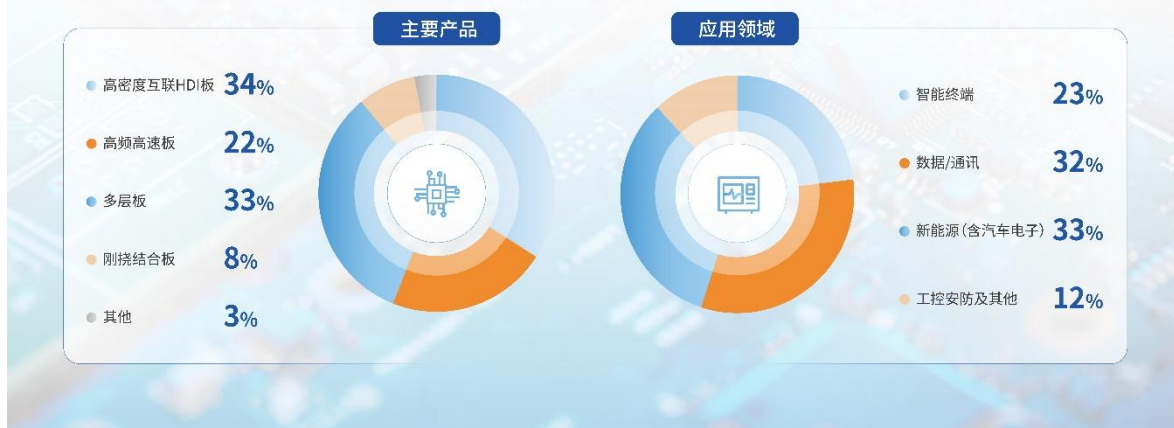 主要产品
高密度互联HDI板 34%
高频高速板 22%
多层板 33%
刚挠结合板 8%
其他 3%
应用领域
智能终端 23%
数据/通讯 32%
新能源(含汽车电子) 33%
工控安防及其他 12%